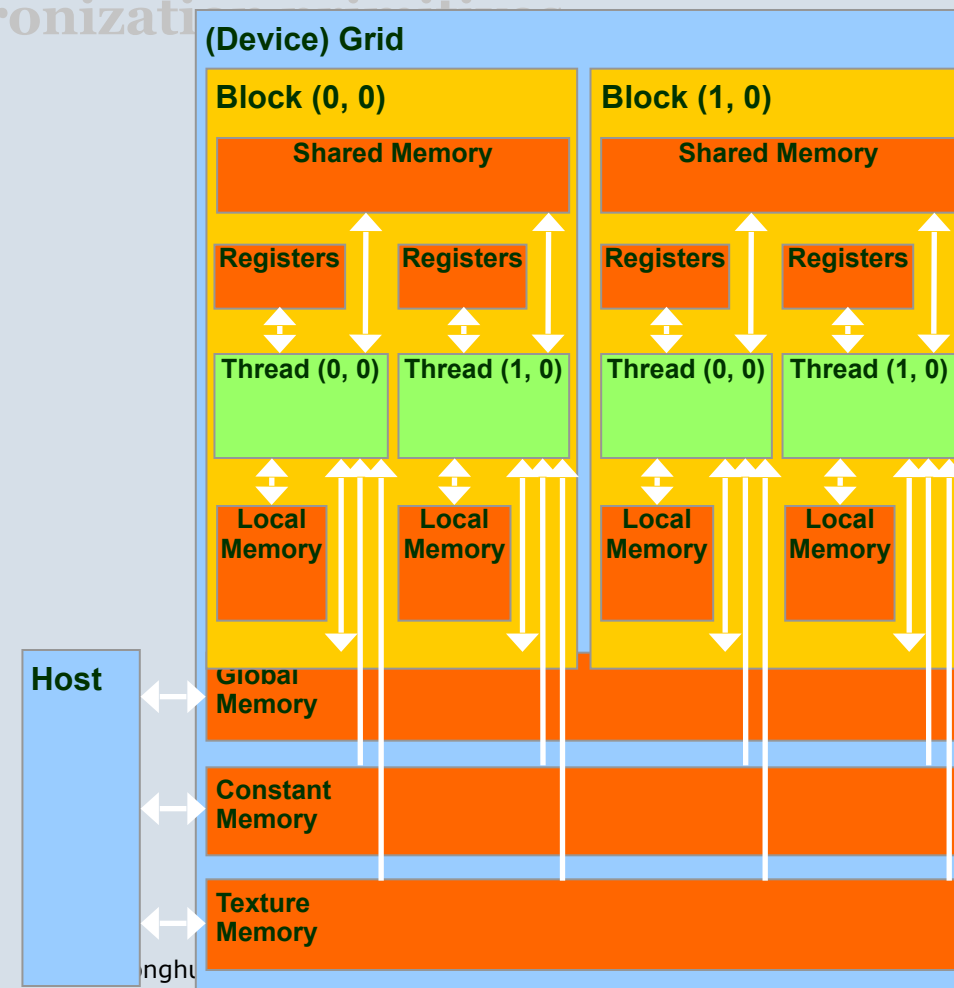 (Device) Grid
Block (0, 0)
Block (1, 0)
Shared Memory
Shared Memory
Registers
Registers
Registers
Registers
Thread (0, 0)
Thread (1, 0)
Thread (0, 0)
Thread (1, 0)
Local
Memory
Local
Memory
Local
Memory
Local
Memory
Host
Global
Memory
Constant
Memory
Texture
Memory